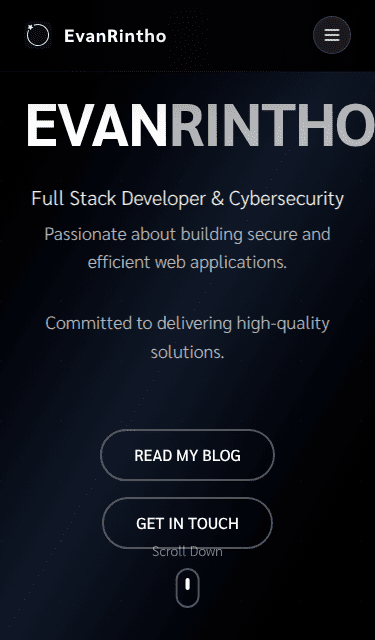 EvanRintho
EVANRINTHO
Full Stack Developer & Cybersecurity
Passionate about building secure and
efficient web applications.
Committed to delivering high-quality
solutions.
READ MY BLOG
GET IN TOUCH
Scroll Down